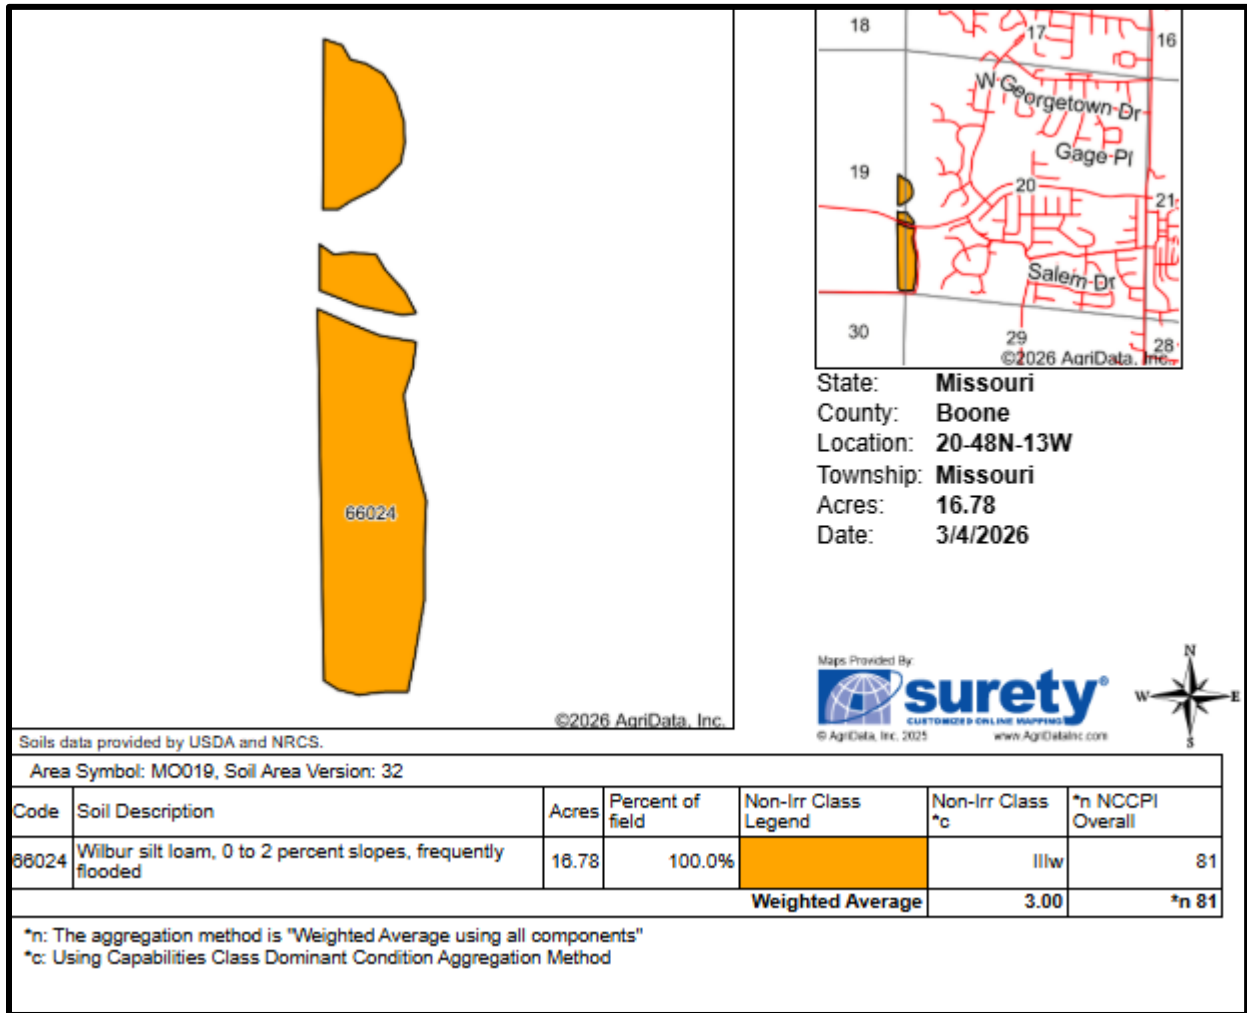 66024
©2026 AgriData, Inc.
18
17
16
W Georgetown Dr
Gage Pl
19
20
21
Salem Dr
30
29
28
©2026 AgriData, Inc.
State: Missouri
County: Boone
Location: 20-48N-13W
Township: Missouri
Acres: 16.78
Date: 3/4/2026
Maps Provided By:
surety®
CUSTOMIZED ONLINE MAPPING
© AgriData, Inc. 2025 www.AgriDataInc.com
N
W E
S
Soils data provided by USDA and NRCS.
Area Symbol: MO019, Soil Area Version: 32
Code Soil Description Acres Percent of field Non-Irr Class Legend Non-Irr Class *c *n NCCPI Overall
66024 Wilbur silt loam, 0 to 2 percent slopes, frequently flooded 16.78 100.0% IIIw 81
Weighted Average 3.00 *n 81
*n: The aggregation method is "Weighted Average using all components"
*c: Using Capabilities Class Dominant Condition Aggregation Method